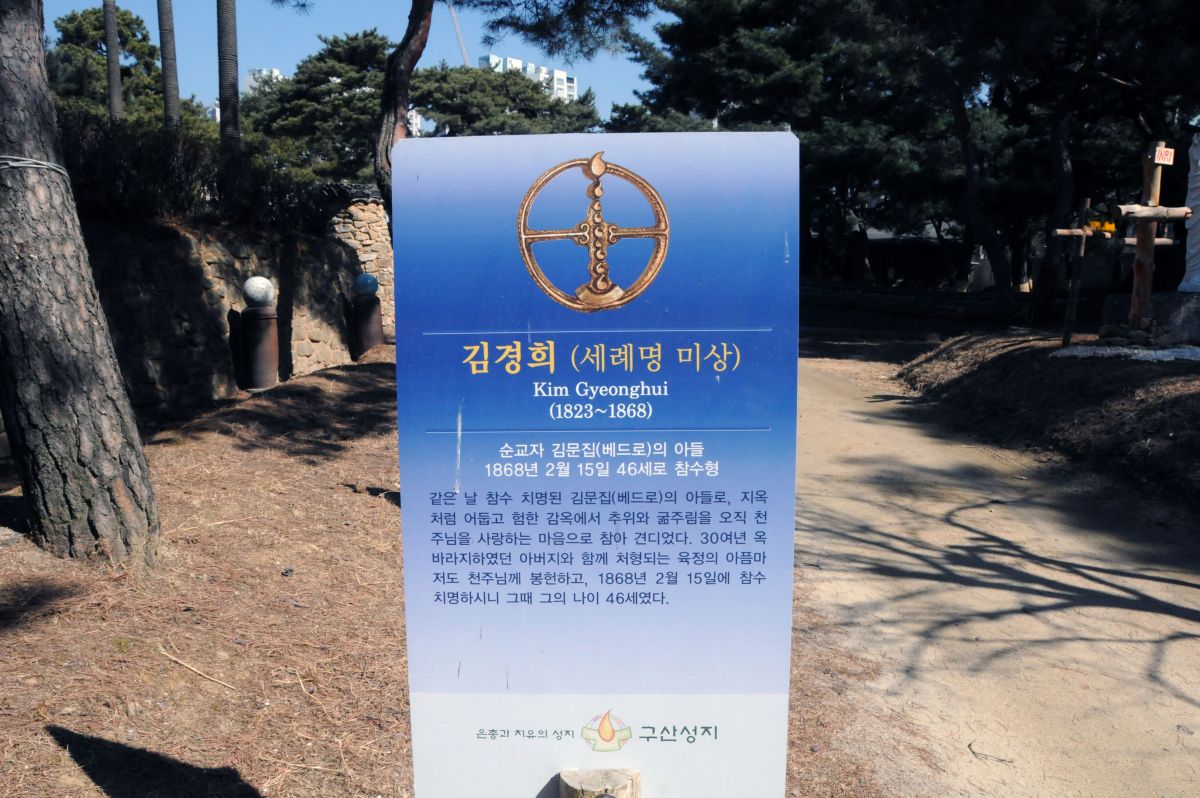 김경희 (세례명 미상)
Kim Gyeonghui
(1823~1868)
순교자 김문집(베드로)의 아들
1868년 2월 15일 46세로 참수형
같은 날 참수 치명된 김문집(베드로)의 아들로, 지옥
처럼 어둡고 험한 감옥에서 추위와 굶주림을 오직 천
주님을 사랑하는 마음으로 참아 견디었다. 30여년 옥
바라지하였던 아버지와 함께 처형되는 육정의 아픔마
저도 천주님께 봉헌하고, 1868년 2월 15일에 참수
치명하시니 그때 그의 나이 46세였다.
은총과 치유의 성지 구산성지
INRI